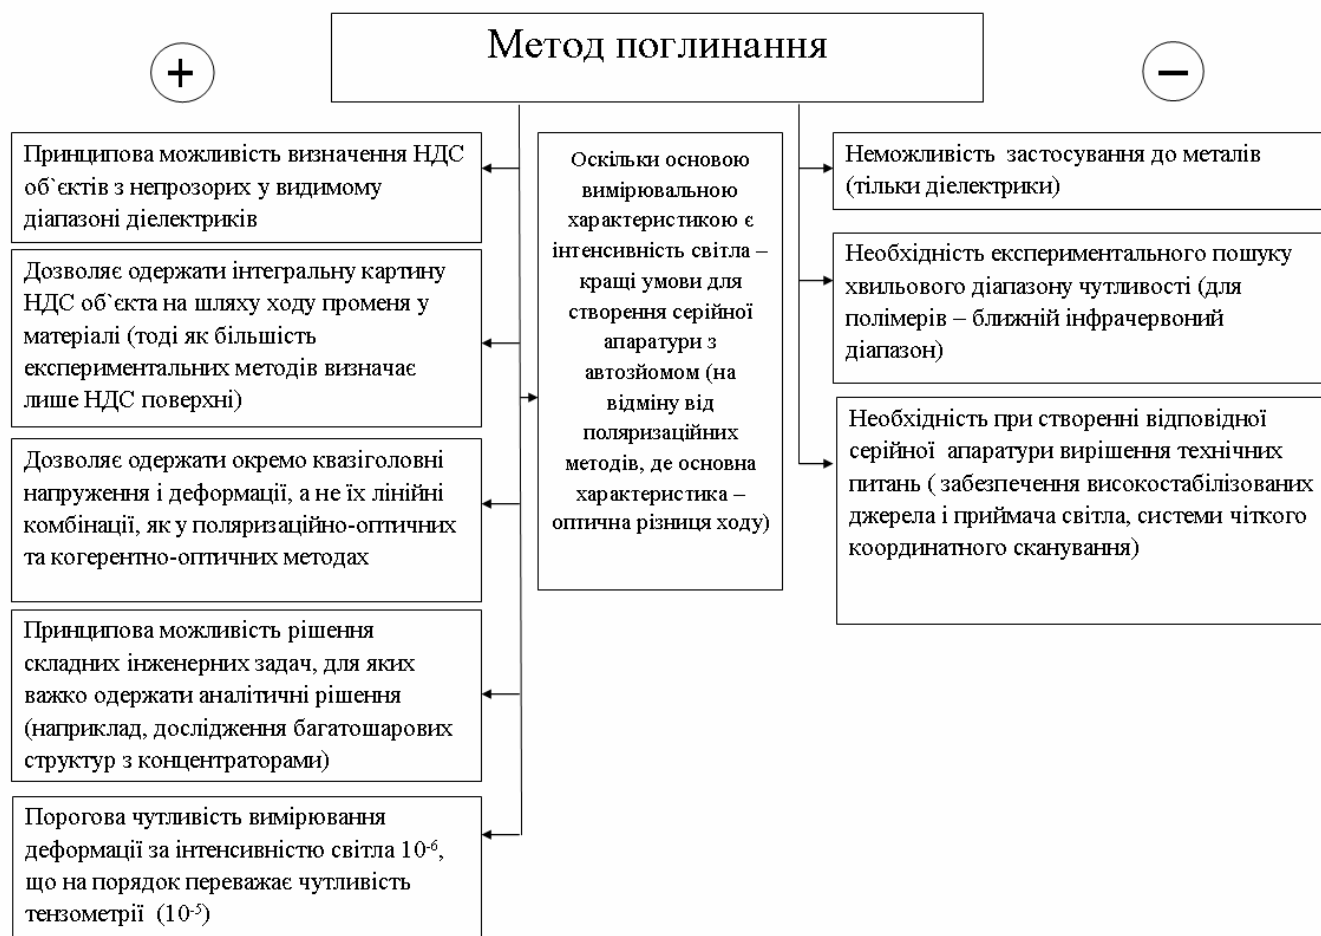 Метод поглинання
+
−
Принципова можливість визначення НДС
об`єктів з непрозорих у видимому
діапазоні діелектриків
Дозволяє одержати інтегральну картину
НДС об`єкта на шляху ходу променя у
матеріалі (тоді як більшість
експериментальних методів визначає
лише НДС поверхні)
Дозволяє одержати окремо квазіголовні
напруження і деформації, а не їх лінійні
комбінації, як у поляризаційно-оптичних
та когерентно-оптичних методах
Принципова можливість рішення
складних інженерних задач, для яких
важко одержати аналітичні рішення
(наприклад, дослідження багатошарових
структур з концентраторами)
Порогова чутливість вимірювання
деформації за інтенсивністю світла 10⁻⁶,
що на порядок переважає чутливість
тензометрії (10⁻⁵)
Оскільки основою
вимірювальною
характеристикою є
інтенсивність світла –
кращі умови для
створення серійної
апаратури з
автозйомом (на
відміну від
поляризаційних
методів, де основна
характеристика –
оптична різниця ходу)
Неможливість застосування до металів
(тільки діелектрики)
Необхідність експериментального пошуку
хвильового діапазону чутливості (для
полімерів – ближній інфрачервоний
діапазон)
Необхідність при створенні відповідної
серійної апаратури вирішення технічних
питань ( забезпечення високостабілізованих
джерела і приймача світла, системи чіткого
координатного сканування)